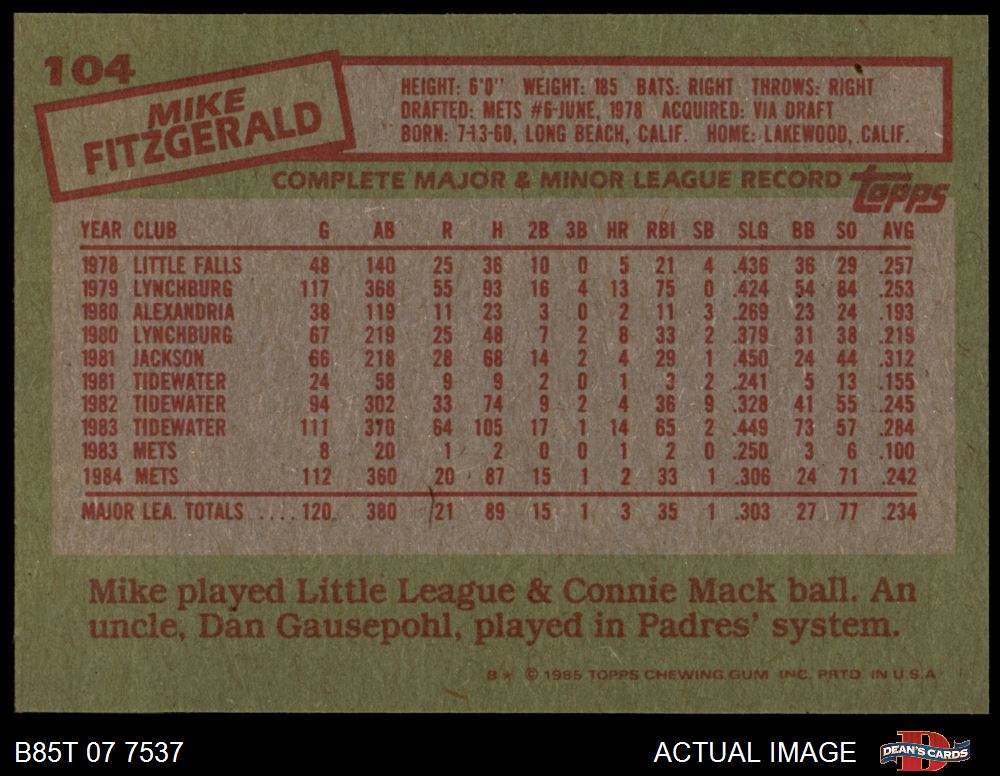 104
MIKE
FITZGERALD
HEIGHT: 6'0" WEIGHT: 185 BATS: RIGHT THROWS: RIGHT
DRAFTED: METS #6-JUNE, 1978 ACQUIRED: VIA DRAFT
BORN: 7-13-60, LONG BEACH, CALIF. HOME: LAKEWOOD, CALIF.
COMPLETE MAJOR & MINOR LEAGUE RECORD topps
YEAR CLUB G AB R H 2B 3B HR RBI SB SLG BB SO AVG
1978 LITTLE FALLS 48 140 25 36 10 0 5 21 4 .436 36 29 .257
1979 LYNCHBURG 117 368 55 93 16 4 13 75 0 .424 54 84 .253
1980 ALEXANDRIA 38 119 11 23 3 0 2 11 3 .269 23 24 .193
1980 LYNCHBURG 67 219 25 48 7 2 8 33 2 .379 31 38 .219
1981 JACKSON 66 218 28 68 14 2 4 29 1 .450 24 44 .312
1981 TIDEWATER 24 58 9 9 2 0 1 3 2 .241 5 13 .155
1982 TIDEWATER 94 302 33 74 9 2 4 36 9 .328 41 55 .245
1983 TIDEWATER 111 370 64 105 17 1 14 65 2 .449 73 57 .284
1983 METS 8 20 1 2 0 0 1 2 0 .250 3 6 .100
1984 METS 112 360 20 87 15 1 2 33 1 .306 24 71 .242
MAJOR LEA. TOTALS .... 120 380 21 89 15 1 3 35 1 .303 27 77 .234
Mike played Little League & Connie Mack ball. An
uncle, Dan Gausepohl, played in Padres' system.
B* © 1985 TOPPS CHEWING GUM INC. PRTD. IN U.S.A.
B85T 07 7537 ACTUAL IMAGE DEAN'S CARDS